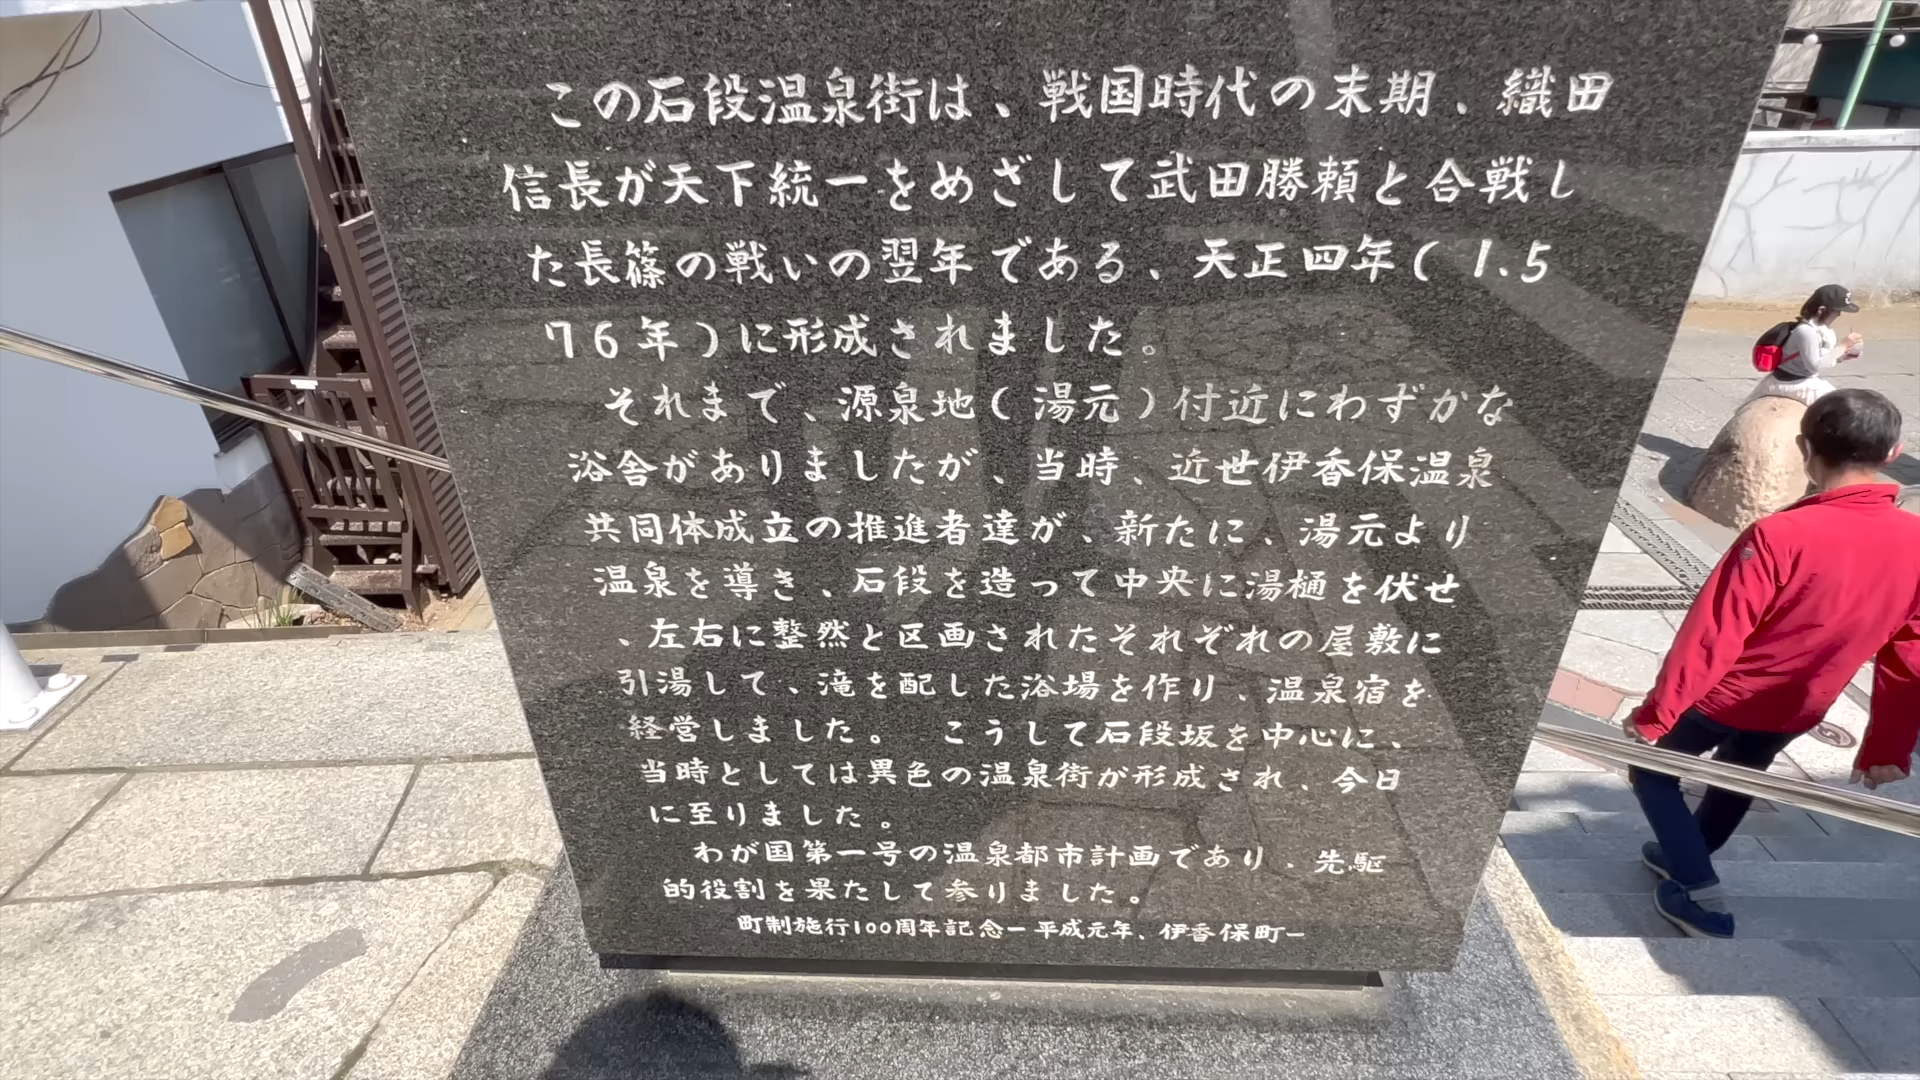 この石段温泉街は、戦国時代の末期、織田
信長が天下統一をめざして武田勝頼と合戦し
た長篠の戦いの翌年である、天正四年(1.5
76年)に形成されました。
それまで、源泉地(湯元)付近にわずかな
浴舎がありましたが、当時、近世伊香保温泉
共同体成立の推進者達が、新たに、湯元より
温泉を導き、石段を造って中央に湯樋を伏せ
、左右に整然と区画されたそれぞれの屋敷に
引湯して、滝を配した浴場を作り、温泉宿を
経営しました。 こうして石段坂を中心に、
当時としては異色の温泉街が形成され、今日
に至りました。
わが国第一号の温泉都市計画であり、先駆
的役割を果たして参りました。
町制施行100周年記念ー平成元年、伊香保町ー